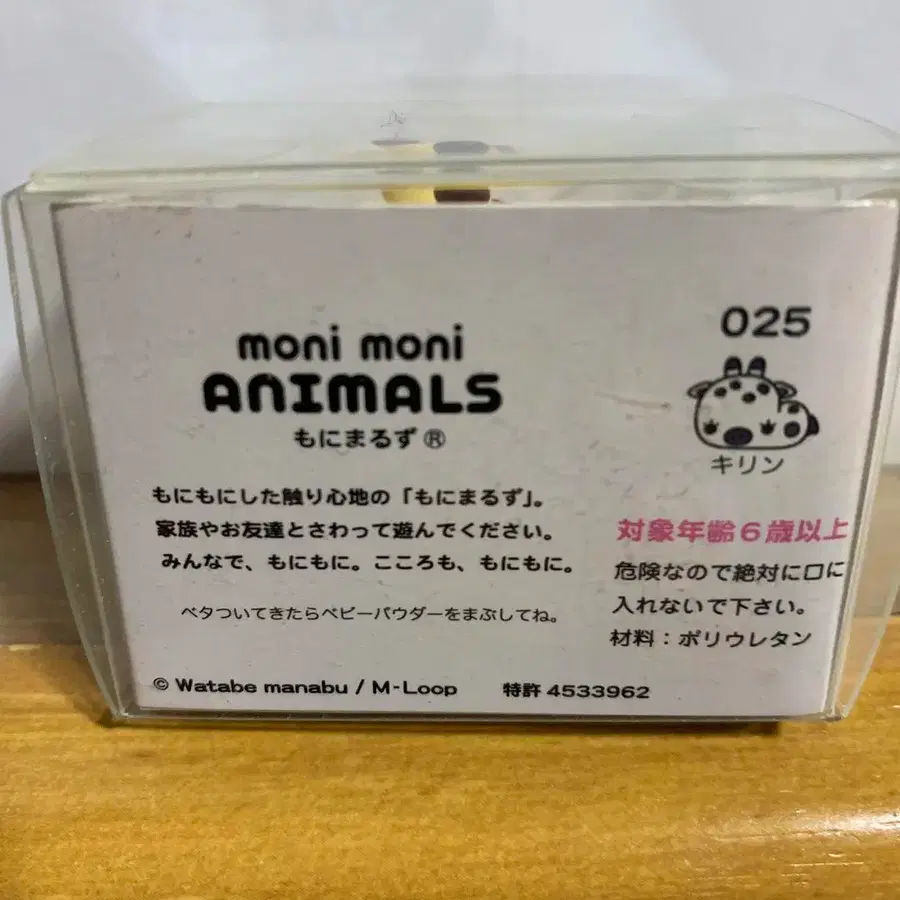 moni moni
ANIMALS
もにまるず®
もにもにした触り心地の「もにまるず」。
家族やお友達とさわって遊んでください。
みんなで、もにもに。こころも、もにもに。
ベタついてきたらベビーパウダーをまぶしてね。
© Watabe manabu / M-Loop 特許 4533962
025
キリン
対象年齢6歳以上
危険なので絶対に口に
入れないで下さい。
材料：ポリウレタン